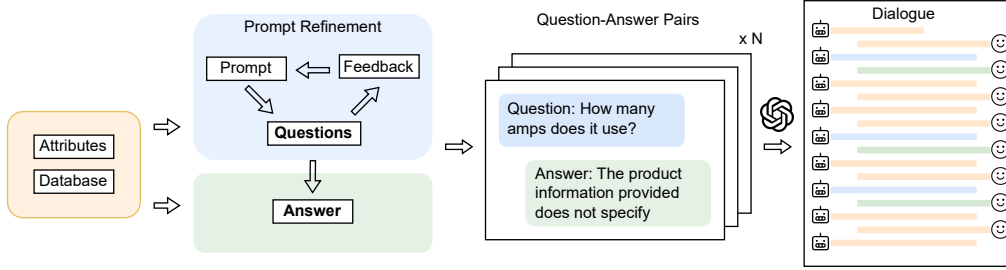 Attributes
Database
Prompt Refinement
Prompt
Feedback
Questions
Answer
Question-Answer Pairs
x N
Question: How many
amps does it use?
Answer: The product
information provided
does not specify
Dialogue